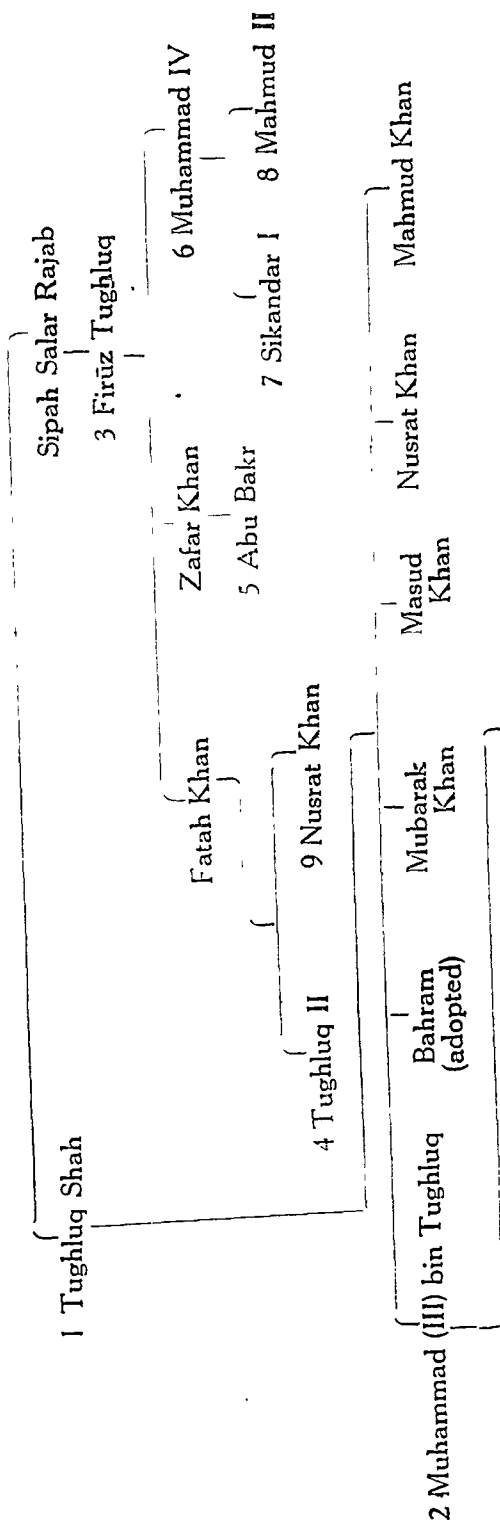 Sipah Salar Rajab
1 Tughluq Shah
3 Firūz Tughluq
Fatah Khan
Zafar Khan
6 Muhammad IV
5 Abu Bakr
4 Tughluq II
9 Nusrat Khan
7 Sikandar I
8 Mahmud II
2 Muhammad (III) bin Tughluq
Bahram
(adopted)
Mubarak
Khan
Masud
Khan
Nusrat Khan
Mahmud Khan